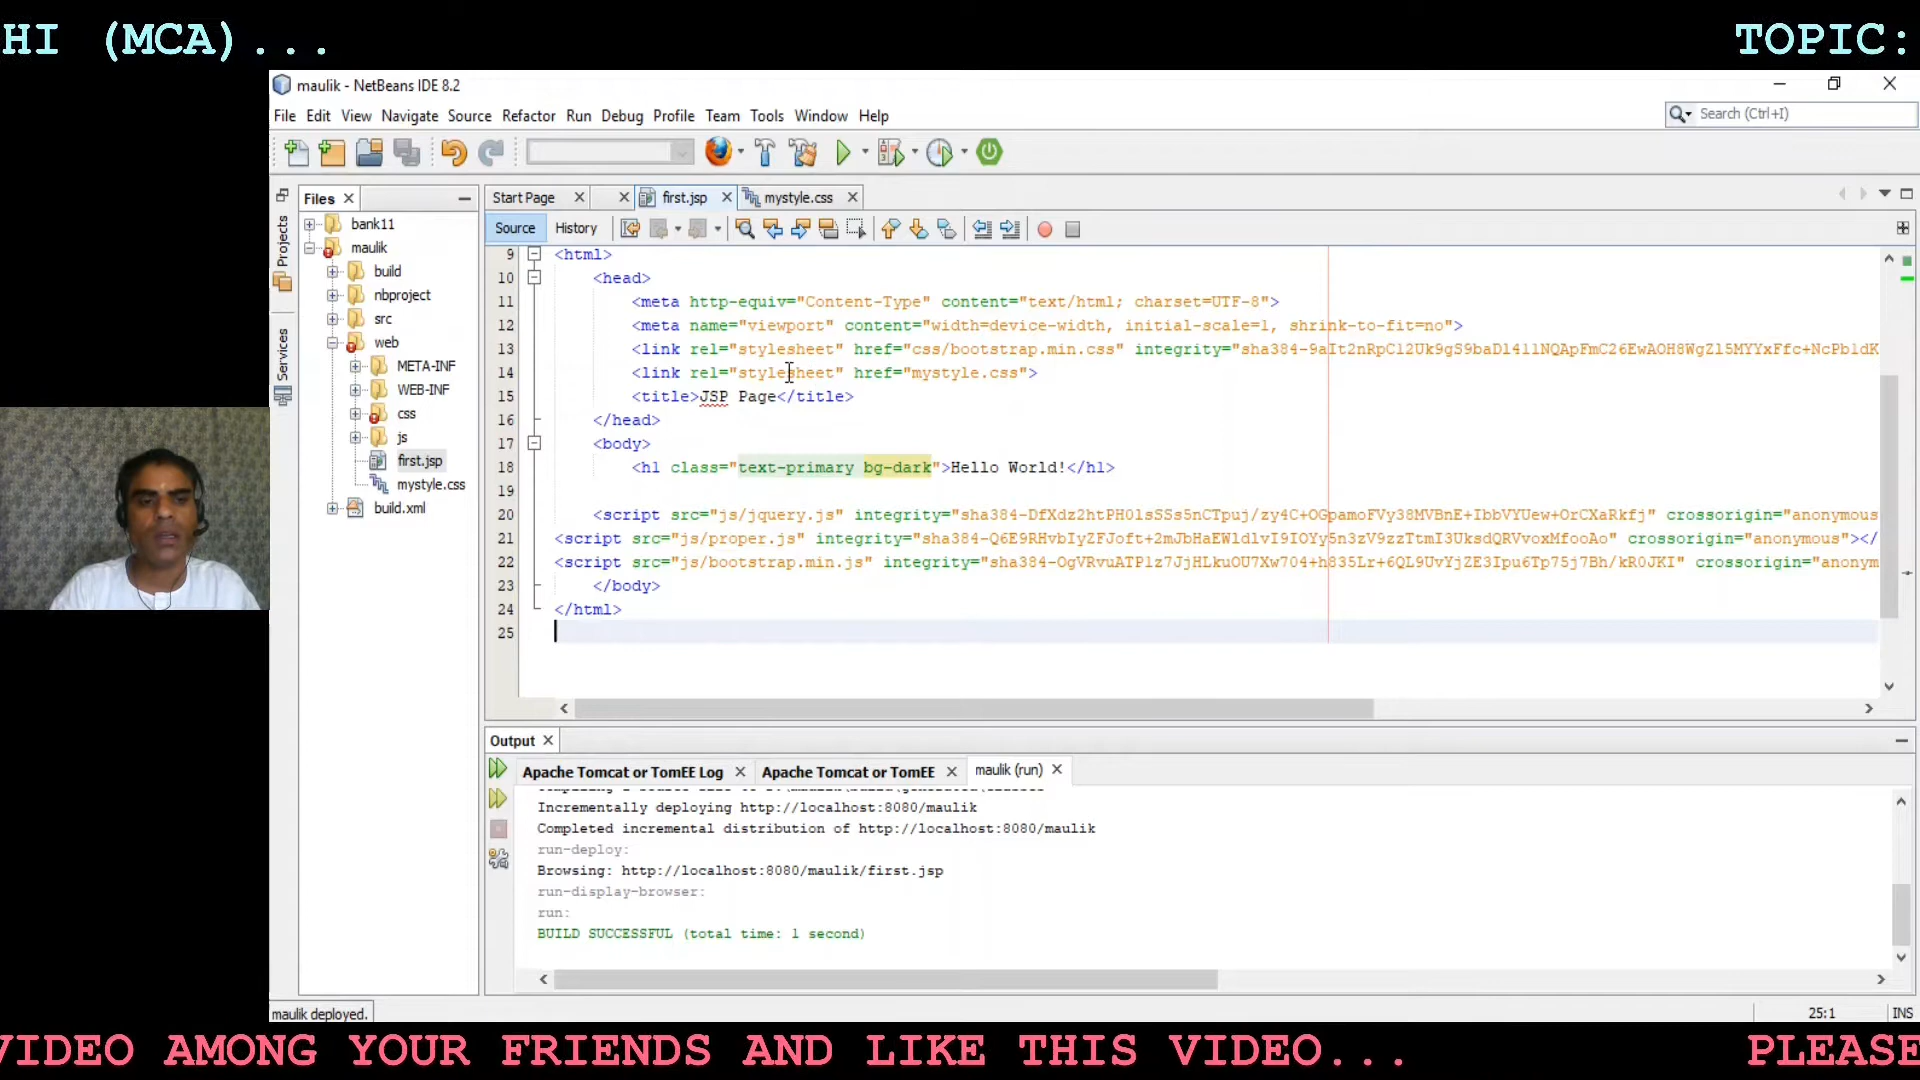 HI (MCA)... TOPIC:
maulik - NetBeans IDE 8.2
File Edit View Navigate Source Refactor Run Debug Profile Team Tools Window Help
Search (Ctrl+I)
Files
Projects
Services
bank11
maulik
build
nbproject
src
web
META-INF
WEB-INF
css
js
first.jsp
mystyle.css
build.xml
Start Page first.jsp mystyle.css
Source History
9 <html>
10 <head>
11 <meta http-equiv="Content-Type" content="text/html; charset=UTF-8">
12 <meta name="viewport" content="width=device-width, initial-scale=1, shrink-to-fit=no">
13 <link rel="stylesheet" href="css/bootstrap.min.css" integrity="sha384-9aIt2nRpC12Uk9gS9baDl411NQApFmC26EwAOH8WgZl5MYYxFfc+NcPb1dK
14 <link rel="stylesheet" href="mystyle.css">
15 <title>JSP Page</title>
16 </head>
17 <body>
18 <h1 class="text-primary bg-dark">Hello World!</h1>
19
20 <script src="js/jquery.js" integrity="sha384-DfXdz2htPH0lsSSs5nCTpuj/zy4C+OGpamoFVy38MVBnE+IbbVYUew+OrCXaRkfj" crossorigin="anonymous
21 <script src="js/proper.js" integrity="sha384-Q6E9RHvbIyZFJoft+2mJbHaEWldlvI9IOYy5n3zV9zzTtmI3UksdQRVvoxMfooAo" crossorigin="anonymous"></
22 <script src="js/bootstrap.min.js" integrity="sha384-OgVRvuATP1z7JjHLkuOU7Xw704+h835Lr+6QL9UvYjZE3Ipu6Tp75j7Bh/kR0JKI" crossorigin="anonym
23 </body>
24 </html>
25
Output
Apache Tomcat or TomEE Log Apache Tomcat or TomEE maulik (run)
Incrementally deploying http://localhost:8080/maulik
Completed incremental distribution of http://localhost:8080/maulik
run-deploy:
Browsing: http://localhost:8080/maulik/first.jsp
run-display-browser:
run:
BUILD SUCCESSFUL (total time: 1 second)
maulik deployed. 25:1 INS
VIDEO AMONG YOUR FRIENDS AND LIKE THIS VIDEO... PLEASE